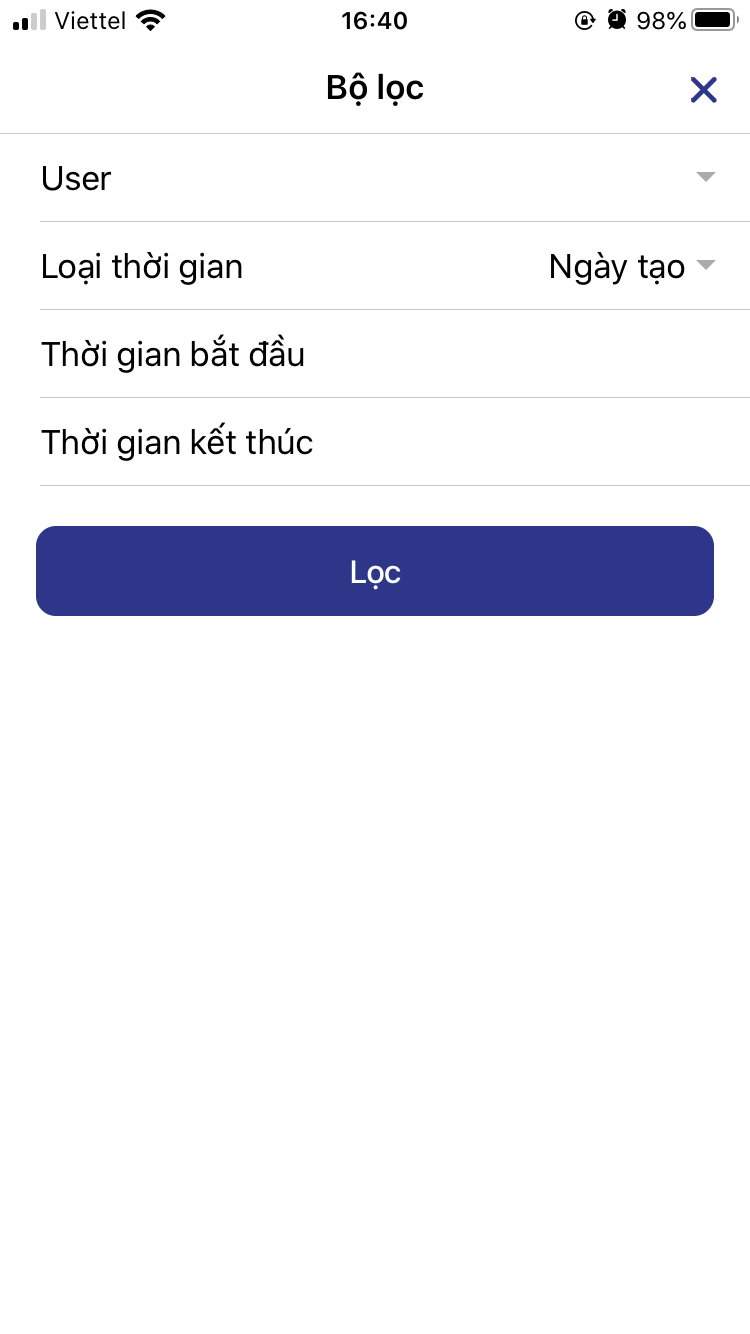 Viettel 16:40 98%
Bộ lọc
User
Loại thời gian Ngày tạo
Thời gian bắt đầu
Thời gian kết thúc
Lọc